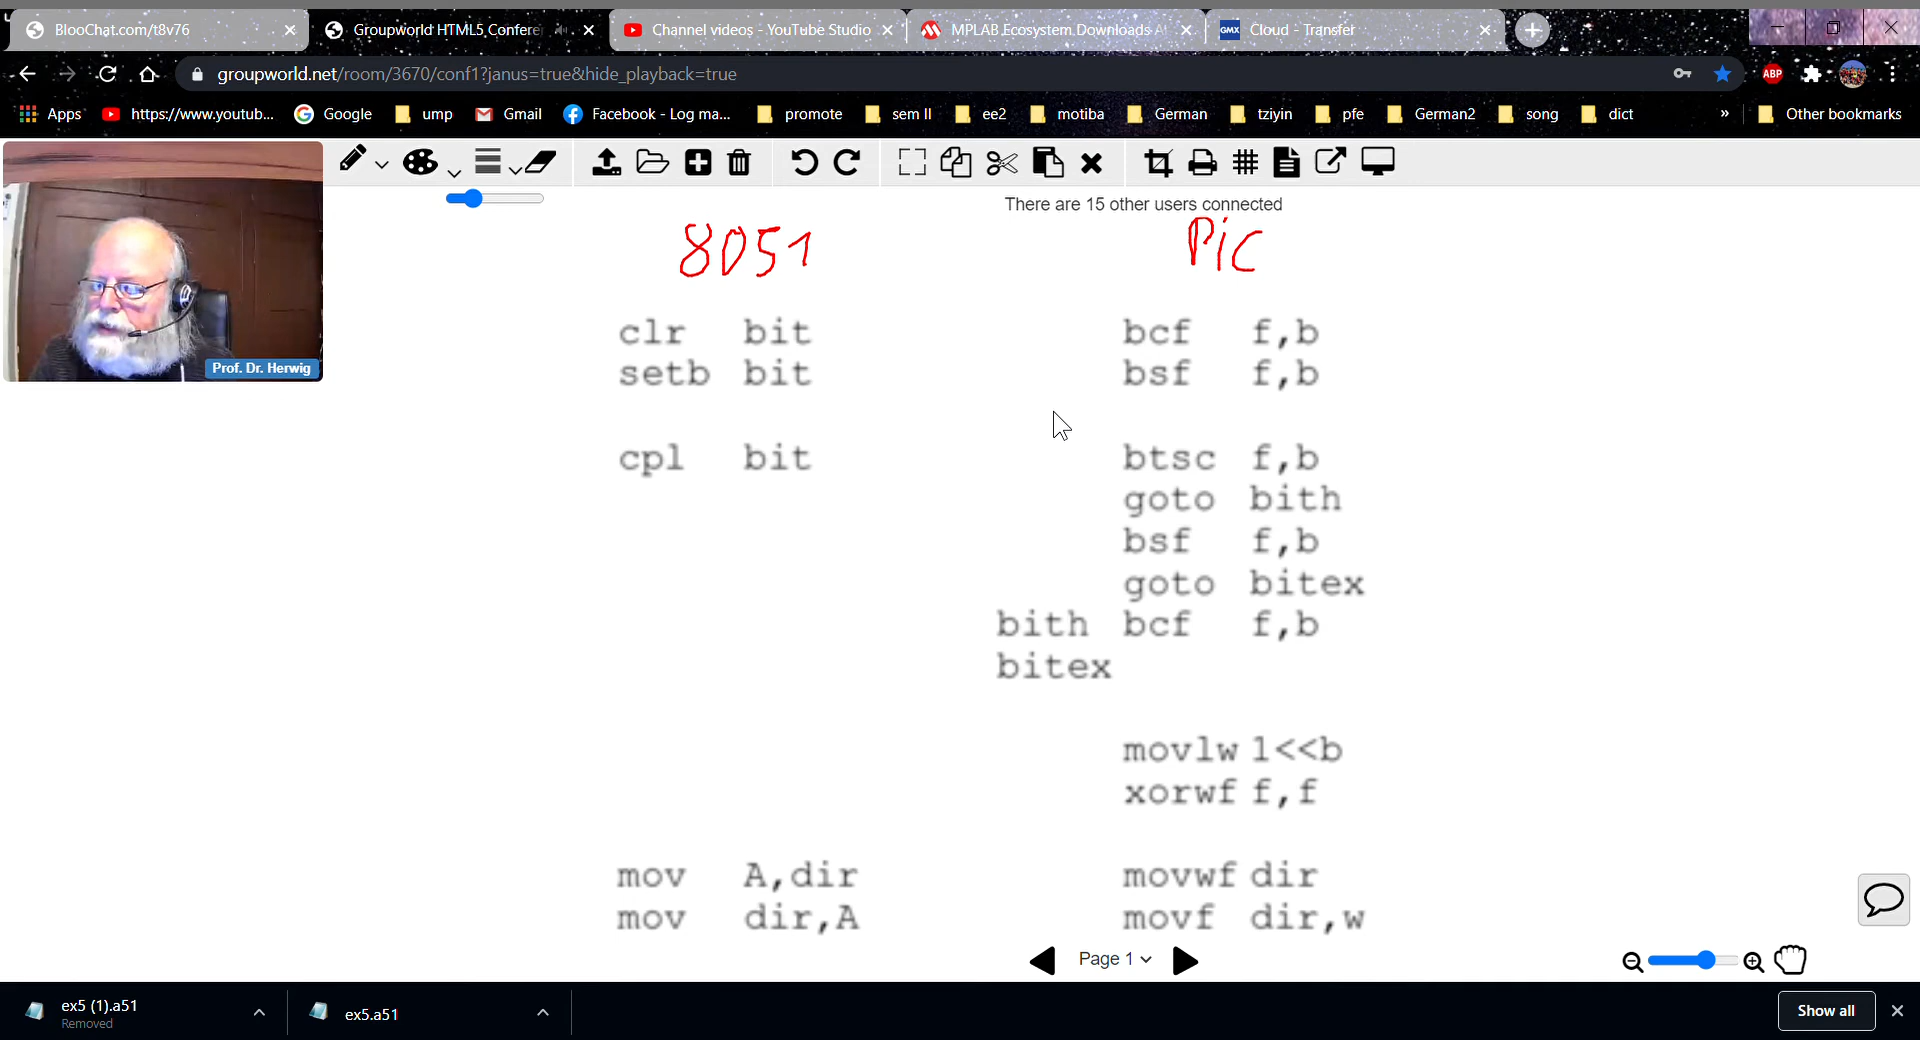 BlooChat.com/t8v76
Groupworld HTML5 Confere
Channel videos - YouTube Studio
MPLAB Ecosystem Downloads A
GMX Cloud - Transfer
groupworld.net/room/3670/conf1?janus=true&hide_playback=true
ABP
Apps https://www.youtub... Google ump Gmail Facebook - Log ma... promote sem II ee2 motiba German tziyin pfe German2 song dict » Other bookmarks
There are 15 other users connected
Prof. Dr. Herwig
8051 PiC
clr bit bcf f,b
setb bit bsf f,b
cpl bit btsc f,b
goto bith
bsf f,b
goto bitex
bith bcf f,b
bitex
movlw 1<<b
xorwf f,f
mov A,dir movwf dir
mov dir,A movf dir,w
Page 1
ex5 (1).a51
Removed
ex5.a51
Show all